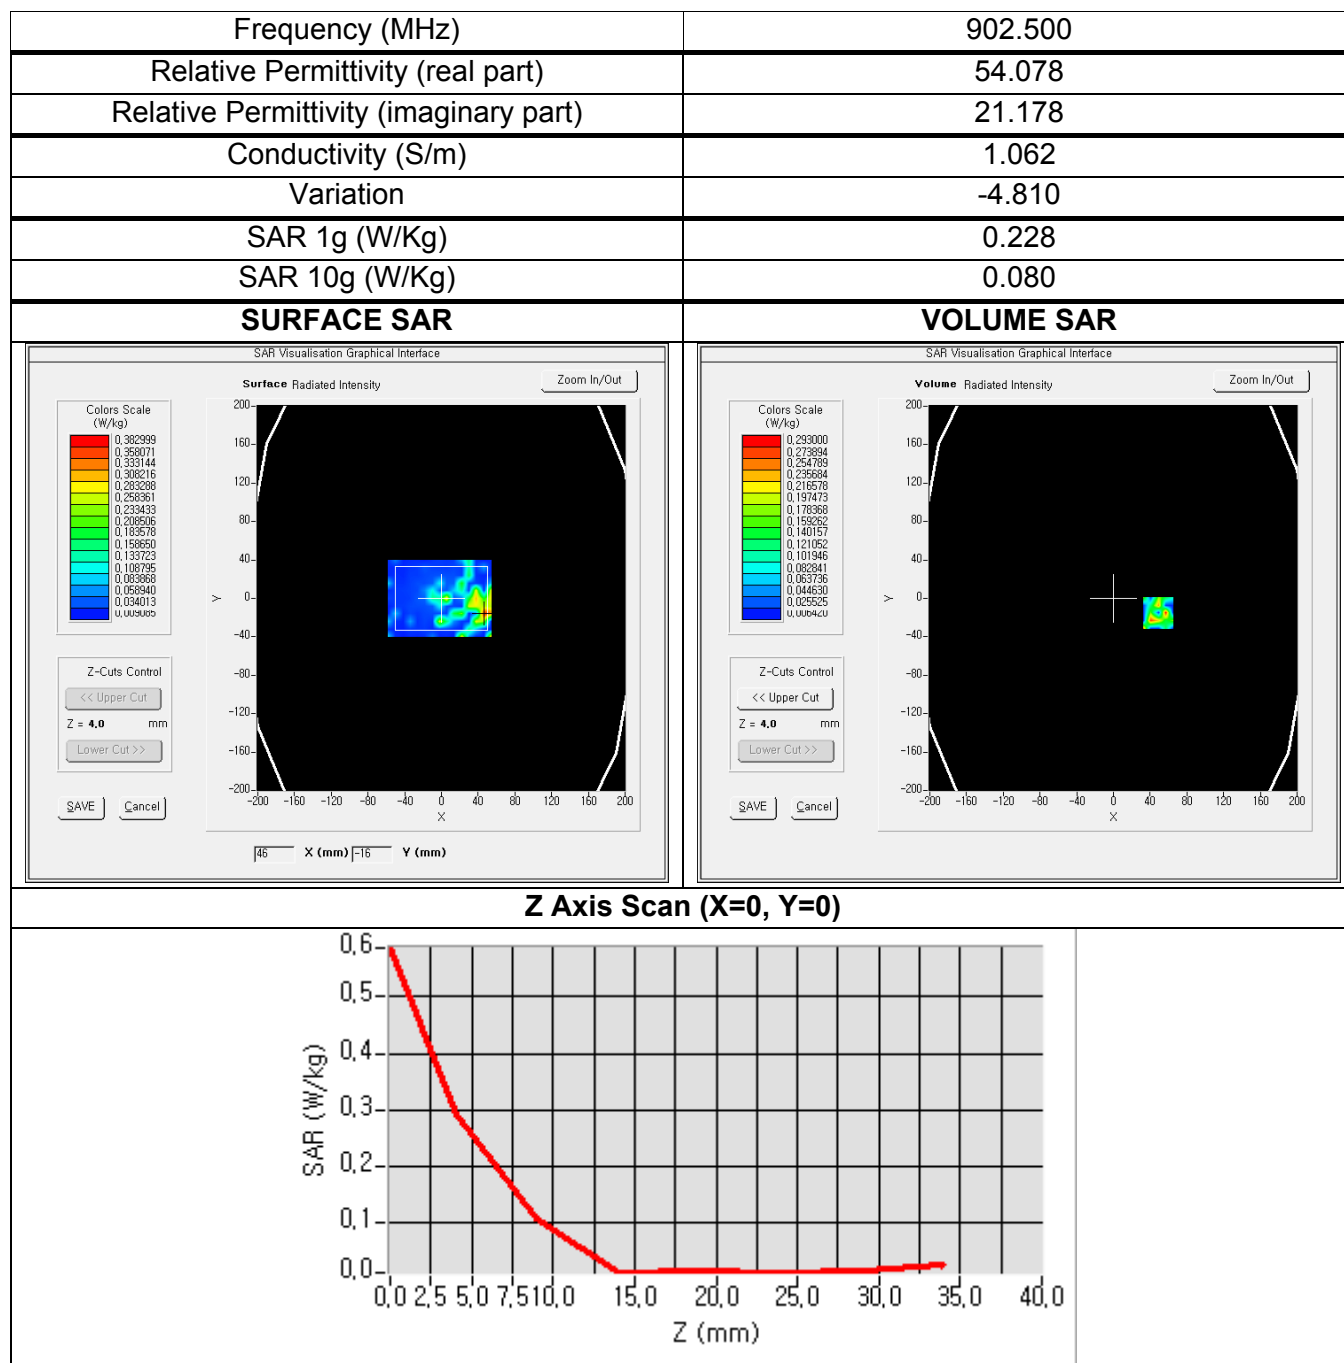 Frequency (MHz) 902.500
Relative Permittivity (real part) 54.078
Relative Permittivity (imaginary part) 21.178
Conductivity (S/m) 1.062
Variation -4.810
SAR 1g (W/Kg) 0.228
SAR 10g (W/Kg) 0.080
SURFACE SAR VOLUME SAR
SAR Visualisation Graphical Interface
Surface Radiated Intensity
Zoom In/Out
Colors Scale
(W/kg)
0,382999
0,358071
0,333144
0,308216
0,283288
0,258361
0,233433
0,208506
0,183578
0,158650
0,133723
0,108795
0,083868
0,058940
0,034013
0,009085
Z-Cuts Control
<< Upper Cut
Z = 4,0 mm
Lower Cut >>
SAVE Cancel
200
160
120
80
40
0
-40
-80
-120
-160
-200
Y
-200 -160 -120 -80 -40 0 40 80 120 160 200
X
46 X (mm) -16 Y (mm)
SAR Visualisation Graphical Interface
Volume Radiated Intensity
Zoom In/Out
Colors Scale
(W/kg)
0,293000
0,273894
0,254789
0,235684
0,216578
0,197473
0,178368
0,159262
0,140157
0,121052
0,101946
0,082841
0,063736
0,044630
0,025525
0,006420
Z-Cuts Control
<< Upper Cut
Z = 4,0 mm
Lower Cut >>
SAVE Cancel
200
160
120
80
40
0
-40
-80
-120
-160
-200
Y
-200 -160 -120 -80 -40 0 40 80 120 160 200
X
Z Axis Scan (X=0, Y=0)
0,6
0,5
0,4
0,3
0,2
0,1
0,0
SAR (W/kg)
0,0 2,5 5,0 7,5 10,0 15,0 20,0 25,0 30,0 35,0 40,0
Z (mm)